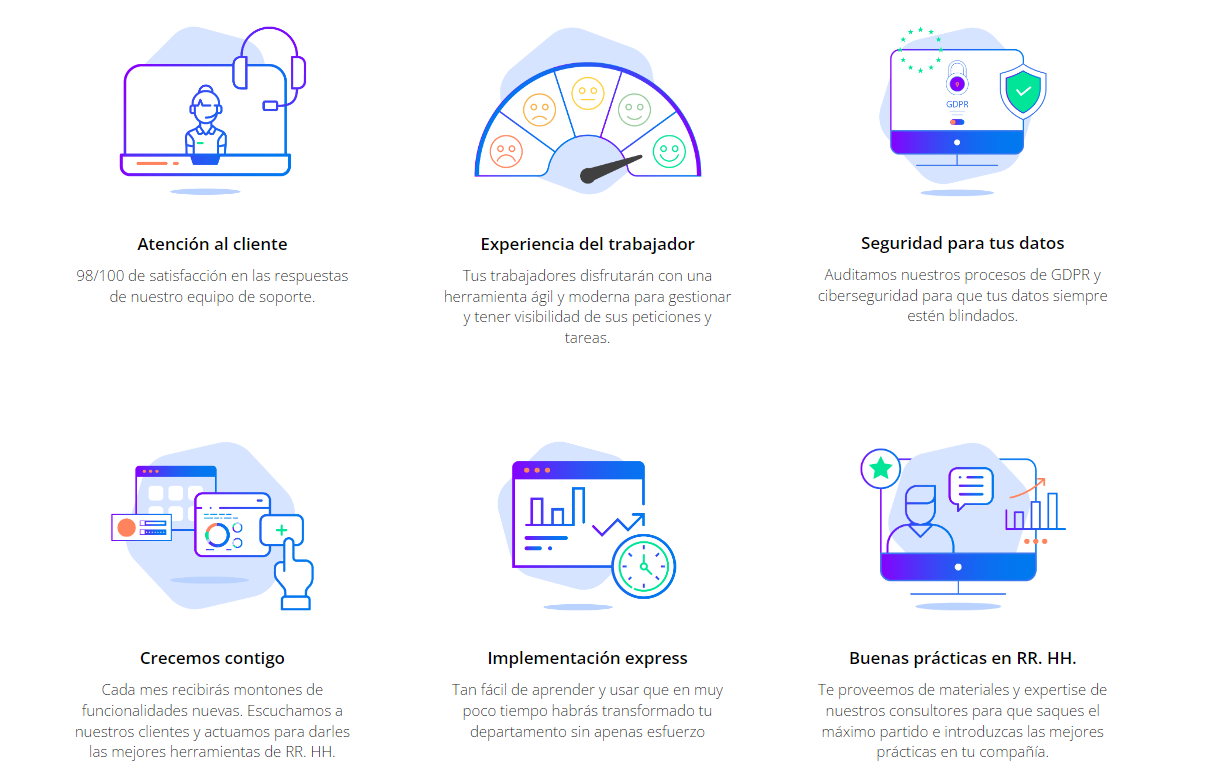 Atención al cliente
98/100 de satisfacción en las respuestas
de nuestro equipo de soporte.
Experiencia del trabajador
Tus trabajadores disfrutarán con una
herramienta ágil y moderna para gestionar
y tener visibilidad de sus peticiones y
tareas.
GDPR
Seguridad para tus datos
Auditamos nuestros procesos de GDPR y
ciberseguridad para que tus datos siempre
estén blindados.
Crecemos contigo
Cada mes recibirás montones de
funcionalidades nuevas. Escuchamos a
nuestros clientes y actuamos para darles
las mejores herramientas de RR. HH.
Implementación express
Tan fácil de aprender y usar que en muy
poco tiempo habrás transformado tu
departamento sin apenas esfuerzo
Buenas prácticas en RR. HH.
Te proveemos de materiales y expertise de
nuestros consultores para que saques el
máximo partido e introduzcas las mejores
prácticas en tu compañía.